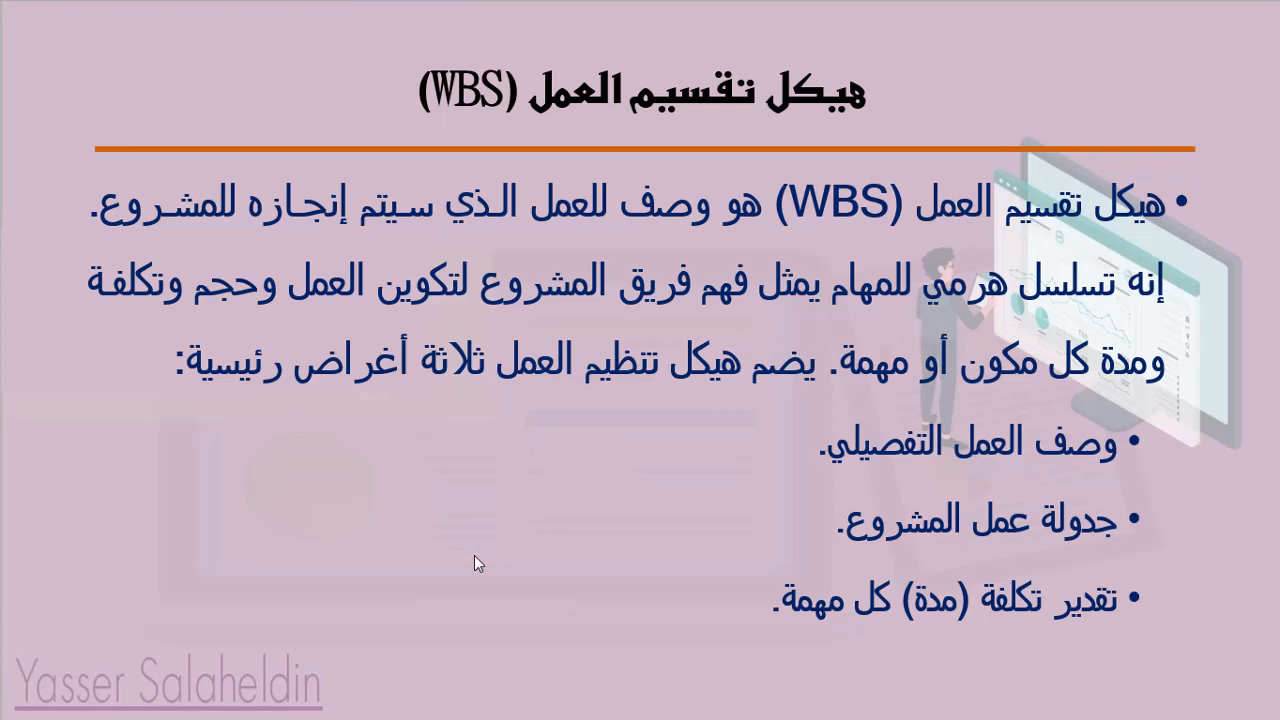 هيكل تقسيم العمل (WBS)
• هيكل تقسيم العمل (WBS) هو وصف للعمل الذي سيتم إنجازه للمشروع.
إنه تسلسل هرمي للمهام يمثل فهم فريق المشروع لتكوين العمل وحجم وتكلفة
ومدة كل مكون أو مهمة. يضم هيكل تنظيم العمل ثلاثة أغراض رئيسية:
• وصف العمل التفصيلي.
• جدولة عمل المشروع.
• تقدير تكلفة (مدة) كل مهمة.
Yasser Salaheldin